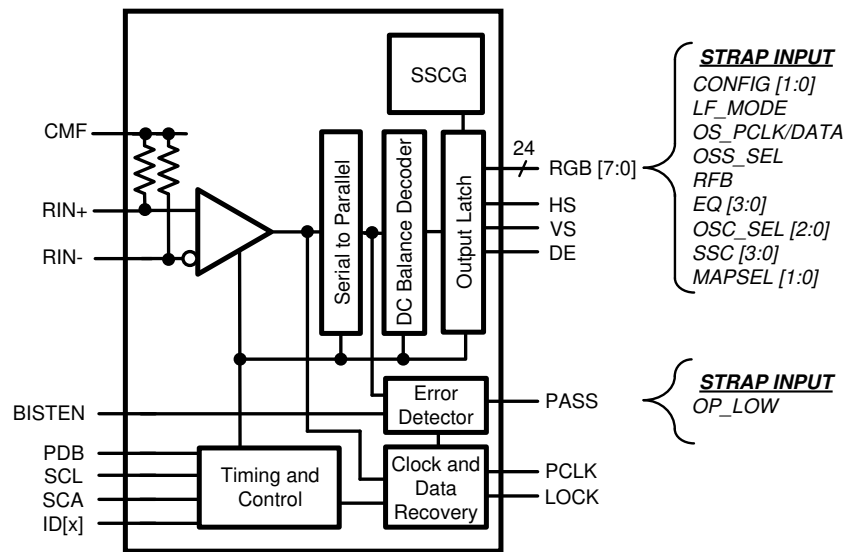 SSCG
STRAP INPUT
CONFIG [1:0]
LF_MODE
OS_PCLK/DATA
OSS_SEL
RFB
EQ [3:0]
OSC_SEL [2:0]
SSC [3:0]
MAPSEL [1:0]
CMF
RIN+
RIN-
Serial to Parallel
DC Balance Decoder
Output Latch
24
RGB [7:0]
HS
VS
DE
Error
Detector
PASS
STRAP INPUT
OP_LOW
BISTEN
PDB
SCL
SCA
ID[x]
Timing and
Control
Clock and
Data
Recovery
PCLK
LOCK